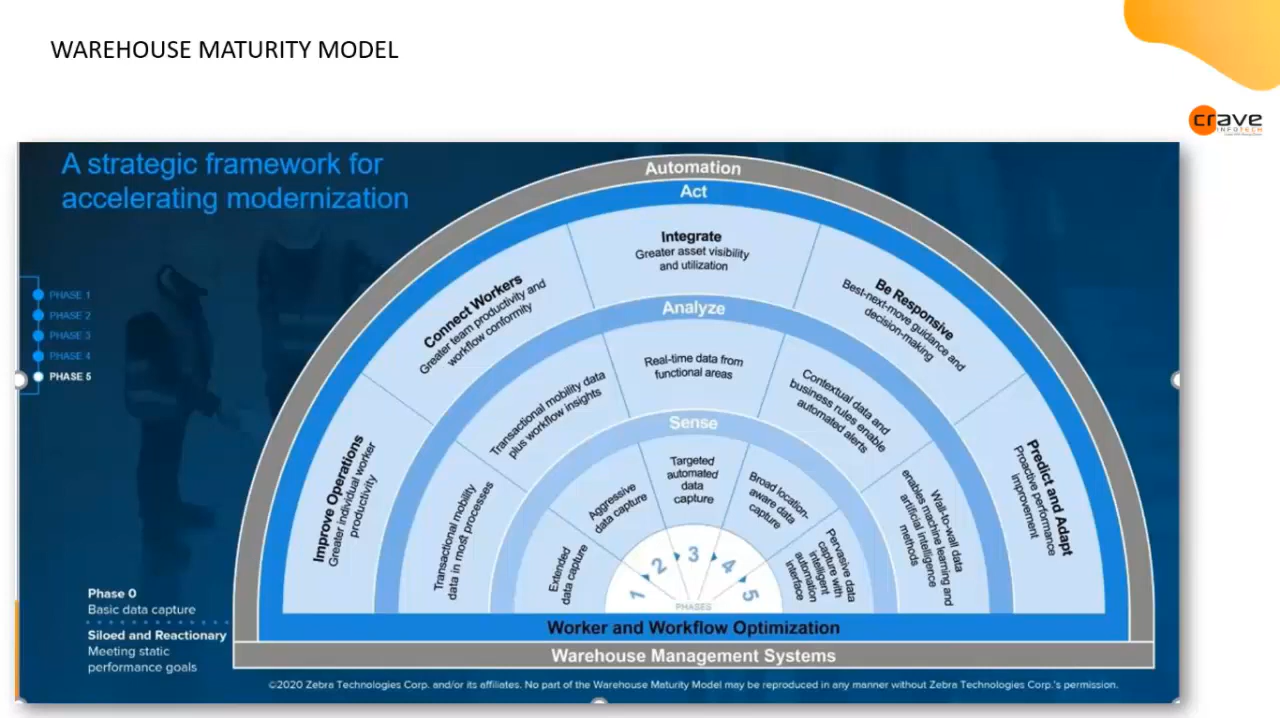 WAREHOUSE MATURITY MODEL
crave
INFOTECH
A strategic framework for
accelerating modernization
PHASE 1
PHASE 2
PHASE 3
PHASE 4
PHASE 5
Phase 0
Basic data capture
Siloed and Reactionary
Meeting static
performance goals
Automation
Act
Improve Operations
Greater individual worker
productivity
Connect Workers
Greater team productivity and
workflow conformity
Integrate
Greater asset visibility
and utilization
Be Responsive
Best-next-move guidance and
decision-making
Predict and Adapt
Proactive performance
improvement
Analyze
Transactional mobility
data in most processes
Transactional mobility data
plus workflow insights
Real-time data from
functional areas
Contextual data and
business rules enable
automated alerts
Wall-to-wall data
enables machine learning and
artificial intelligence
methods
Sense
Extended
data capture
Aggressive
data capture
Targeted
automated
data
capture
Broad location-
aware data
capture
Pervasive data
capture with
intelligent
automation
interface
1
2
3
4
5
PHASES
Worker and Workflow Optimization
Warehouse Management Systems
©2020 Zebra Technologies Corp. and/or its affiliates. No part of the Warehouse Maturity Model may be reproduced in any manner without Zebra Technologies Corp.'s permission.